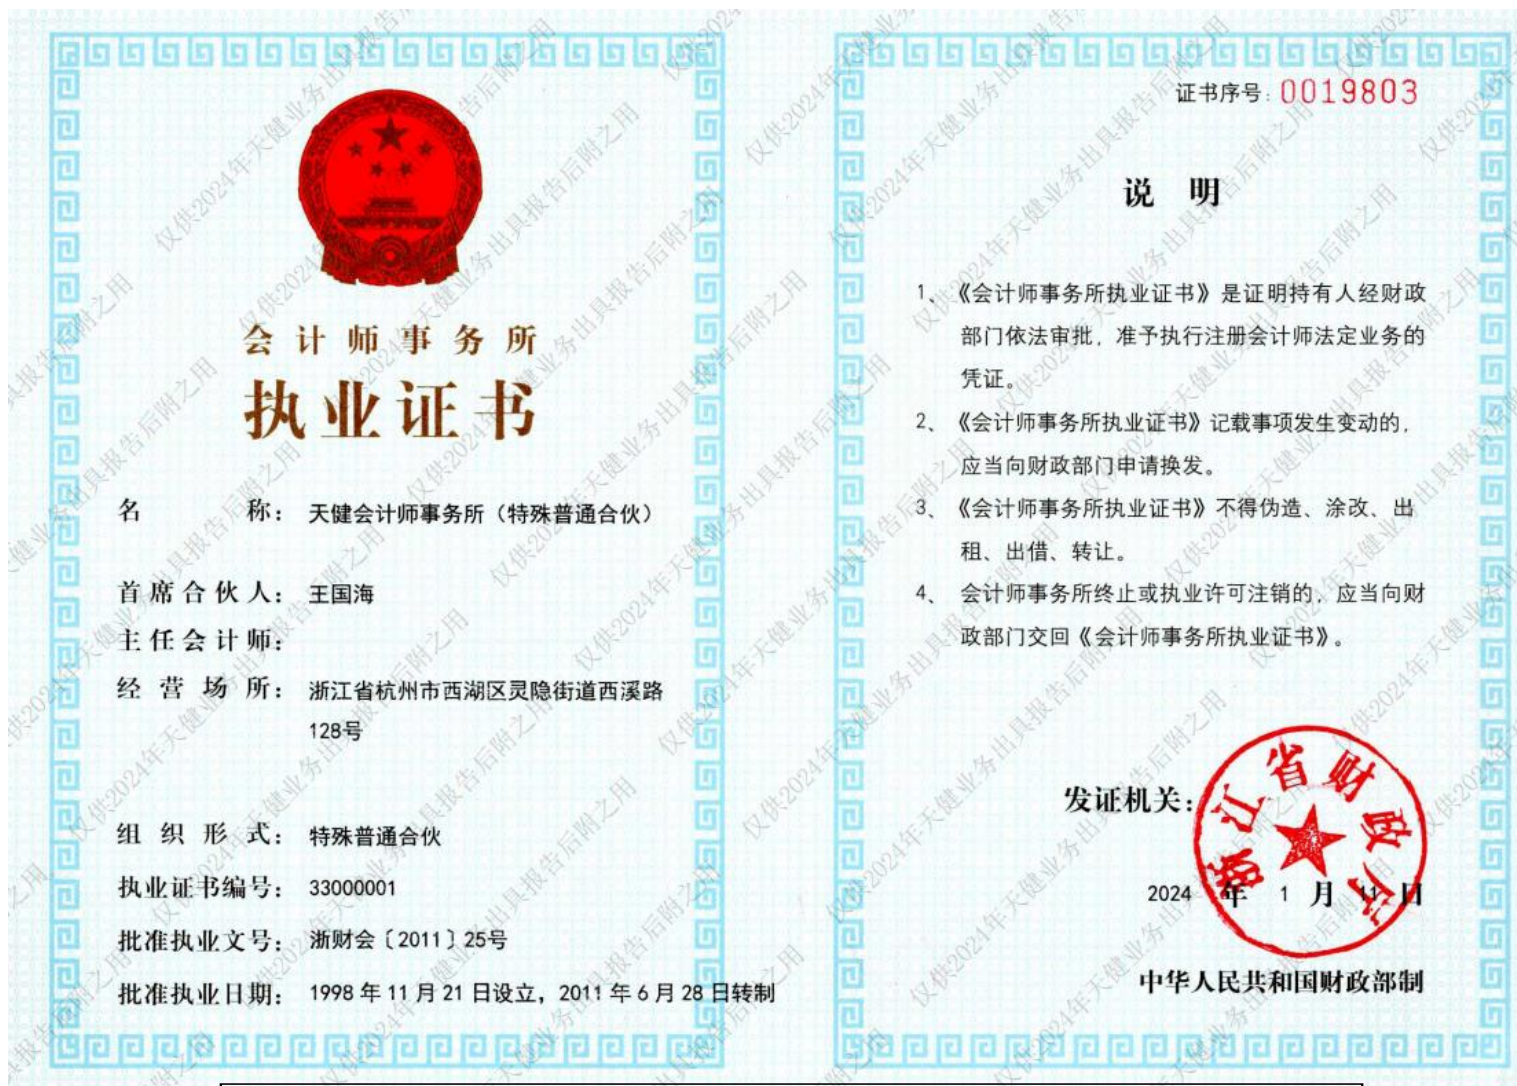 会计师事务所
执业证书
名 称： 天健会计师事务所（特殊普通合伙）
首席合伙人： 王国海
主任会计师：
经营场所： 浙江省杭州市西湖区灵隐街道西溪路
128号
组织形式： 特殊普通合伙
执业证书编号： 33000001
批准执业文号： 浙财会〔2011〕25号
批准执业日期： 1998年11月21日设立，2011年6月28日转制
证书序号：0019803
说 明
1、《会计师事务所执业证书》是证明持有人经财政
部门依法审批，准予执行注册会计师法定业务的
凭证。
2、《会计师事务所执业证书》记载事项发生变动的，
应当向财政部门申请换发。
3、《会计师事务所执业证书》不得伪造、涂改、出
租、出借、转让。
4、 会计师事务所终止或执业许可注销的，应当向财
政部门交回《会计师事务所执业证书》。
发证机关：
浙江省财政厅
2024 年 1 月 11 日
中华人民共和国财政部制
仅供2024年天健业务出具报告后附之用